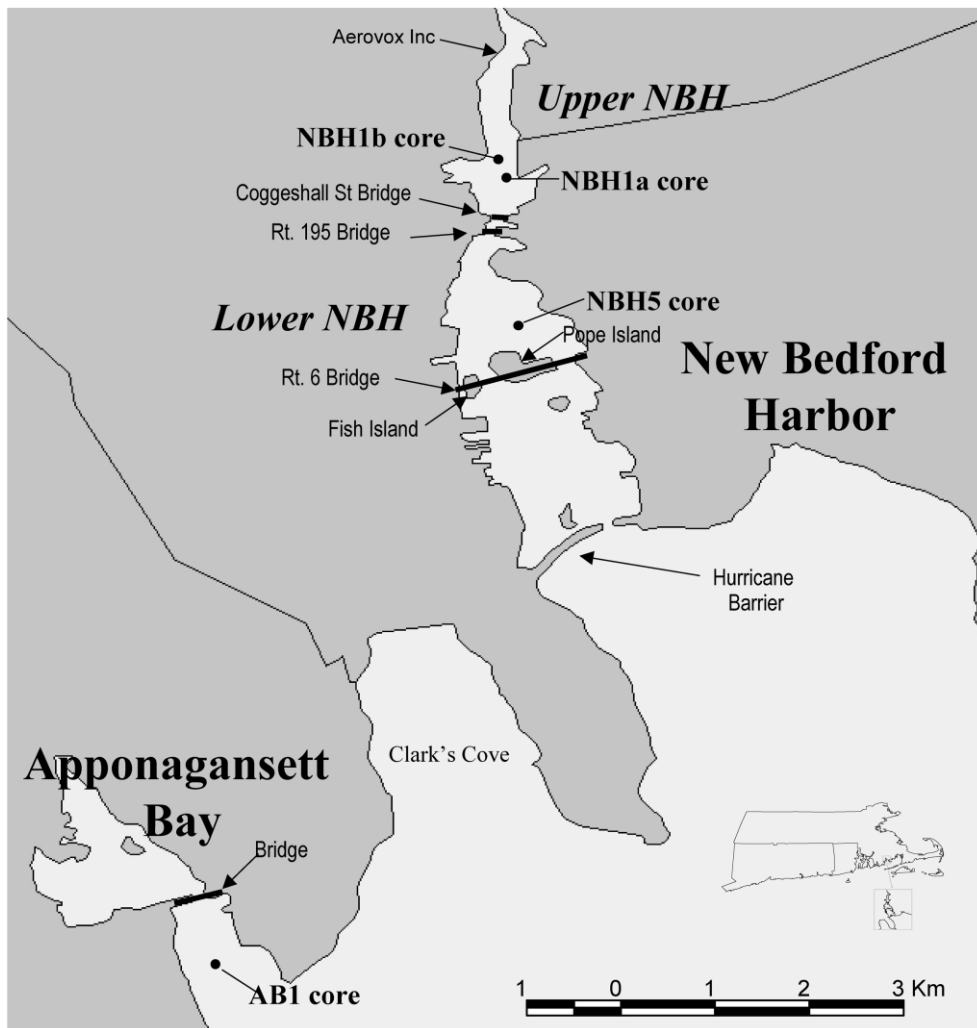 Aerovox Inc
Upper NBH
NBH1b core
NBH1a core
Coggeshall St Bridge
Rt. 195 Bridge
Lower NBH
NBH5 core
Pope Island
New Bedford
Harbor
Rt. 6 Bridge
Fish Island
Hurricane
Barrier
Clark's Cove
Apponagansett
Bay
Bridge
AB1 core
1 0 1 2 3 Km